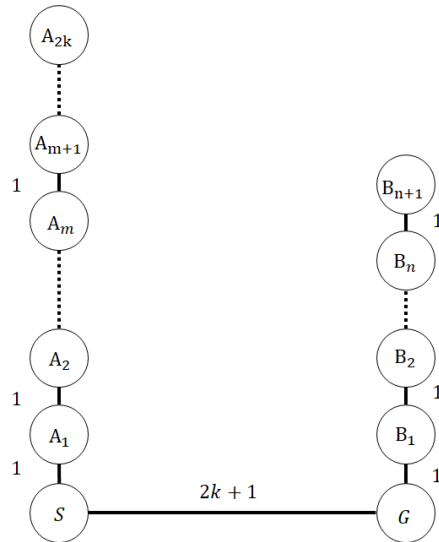 A₂ₖ
Aₘ₊₁
1
Aₘ
Bₙ₊₁
1
Bₙ
A₂
B₂
1
1
A₁
B₁
1
1
S
2k + 1
G